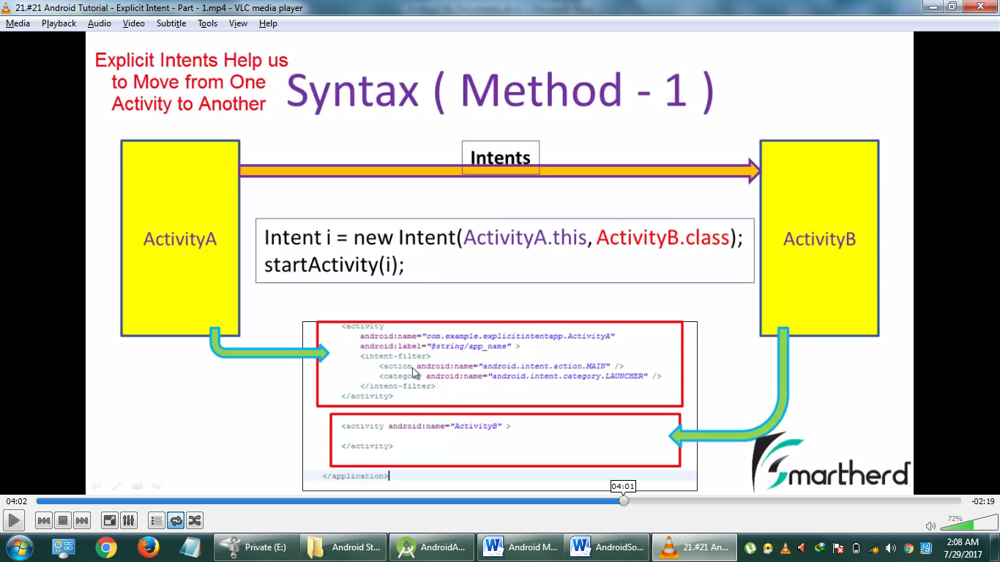 21.#21 Android Tutorial - Explicit Intent - Part - 1.mp4 - VLC media player
Media Playback Audio Video Subtitle Tools View Help
Explicit Intents Help us
to Move from One
Activity to Another
Syntax ( Method - 1 )
Intents
ActivityA
Intent i = new Intent(ActivityA.this, ActivityB.class);
startActivity(i);
ActivityB
<activity
android:name="com.example.explicitintentapp.ActivityA"
android:label="@string/app_name" >
<intent-filter>
<action android:name="android.intent.action.MAIN" />
<category android:name="android.intent.category.LAUNCHER" />
</intent-filter>
</activity>
<activity android:name="ActivityB" >
</activity>
</application>
Smartherd
04:01
04:02
-02:19
72%
Private (E:)
Android St...
AndroidA...
Android M...
AndroidSo...
21.#21 An...
2:08 AM
7/29/2017